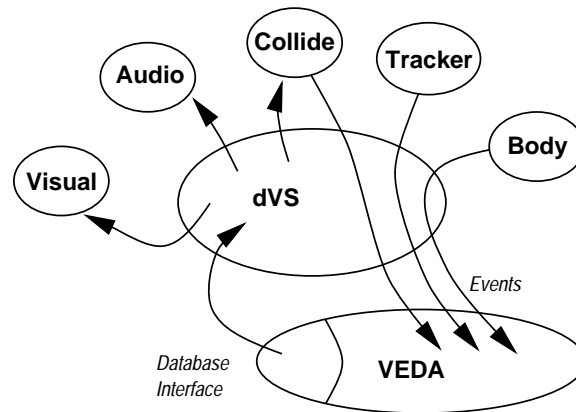 Collide
Audio
Tracker
Body
Visual
dVS
Events
Database
Interface
VEDA